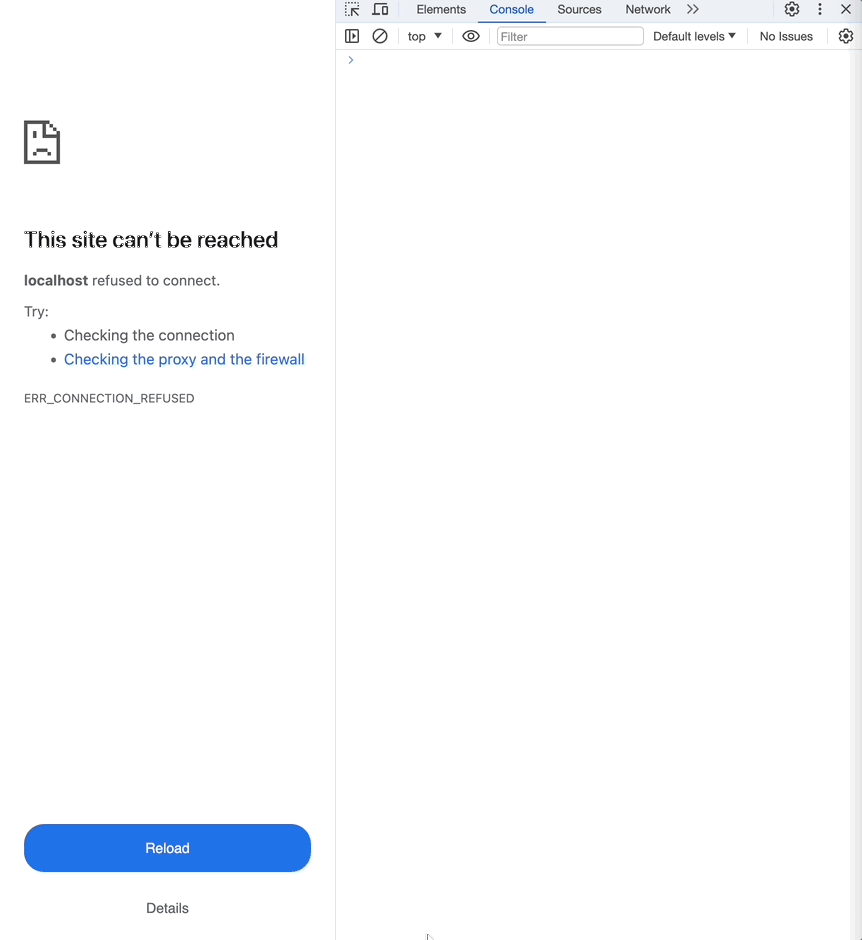 Elements Console Sources Network
top Filter Default levels No Issues
This site can't be reached
localhost refused to connect.
Try:
Checking the connection
Checking the proxy and the firewall
ERR_CONNECTION_REFUSED
Reload
Details